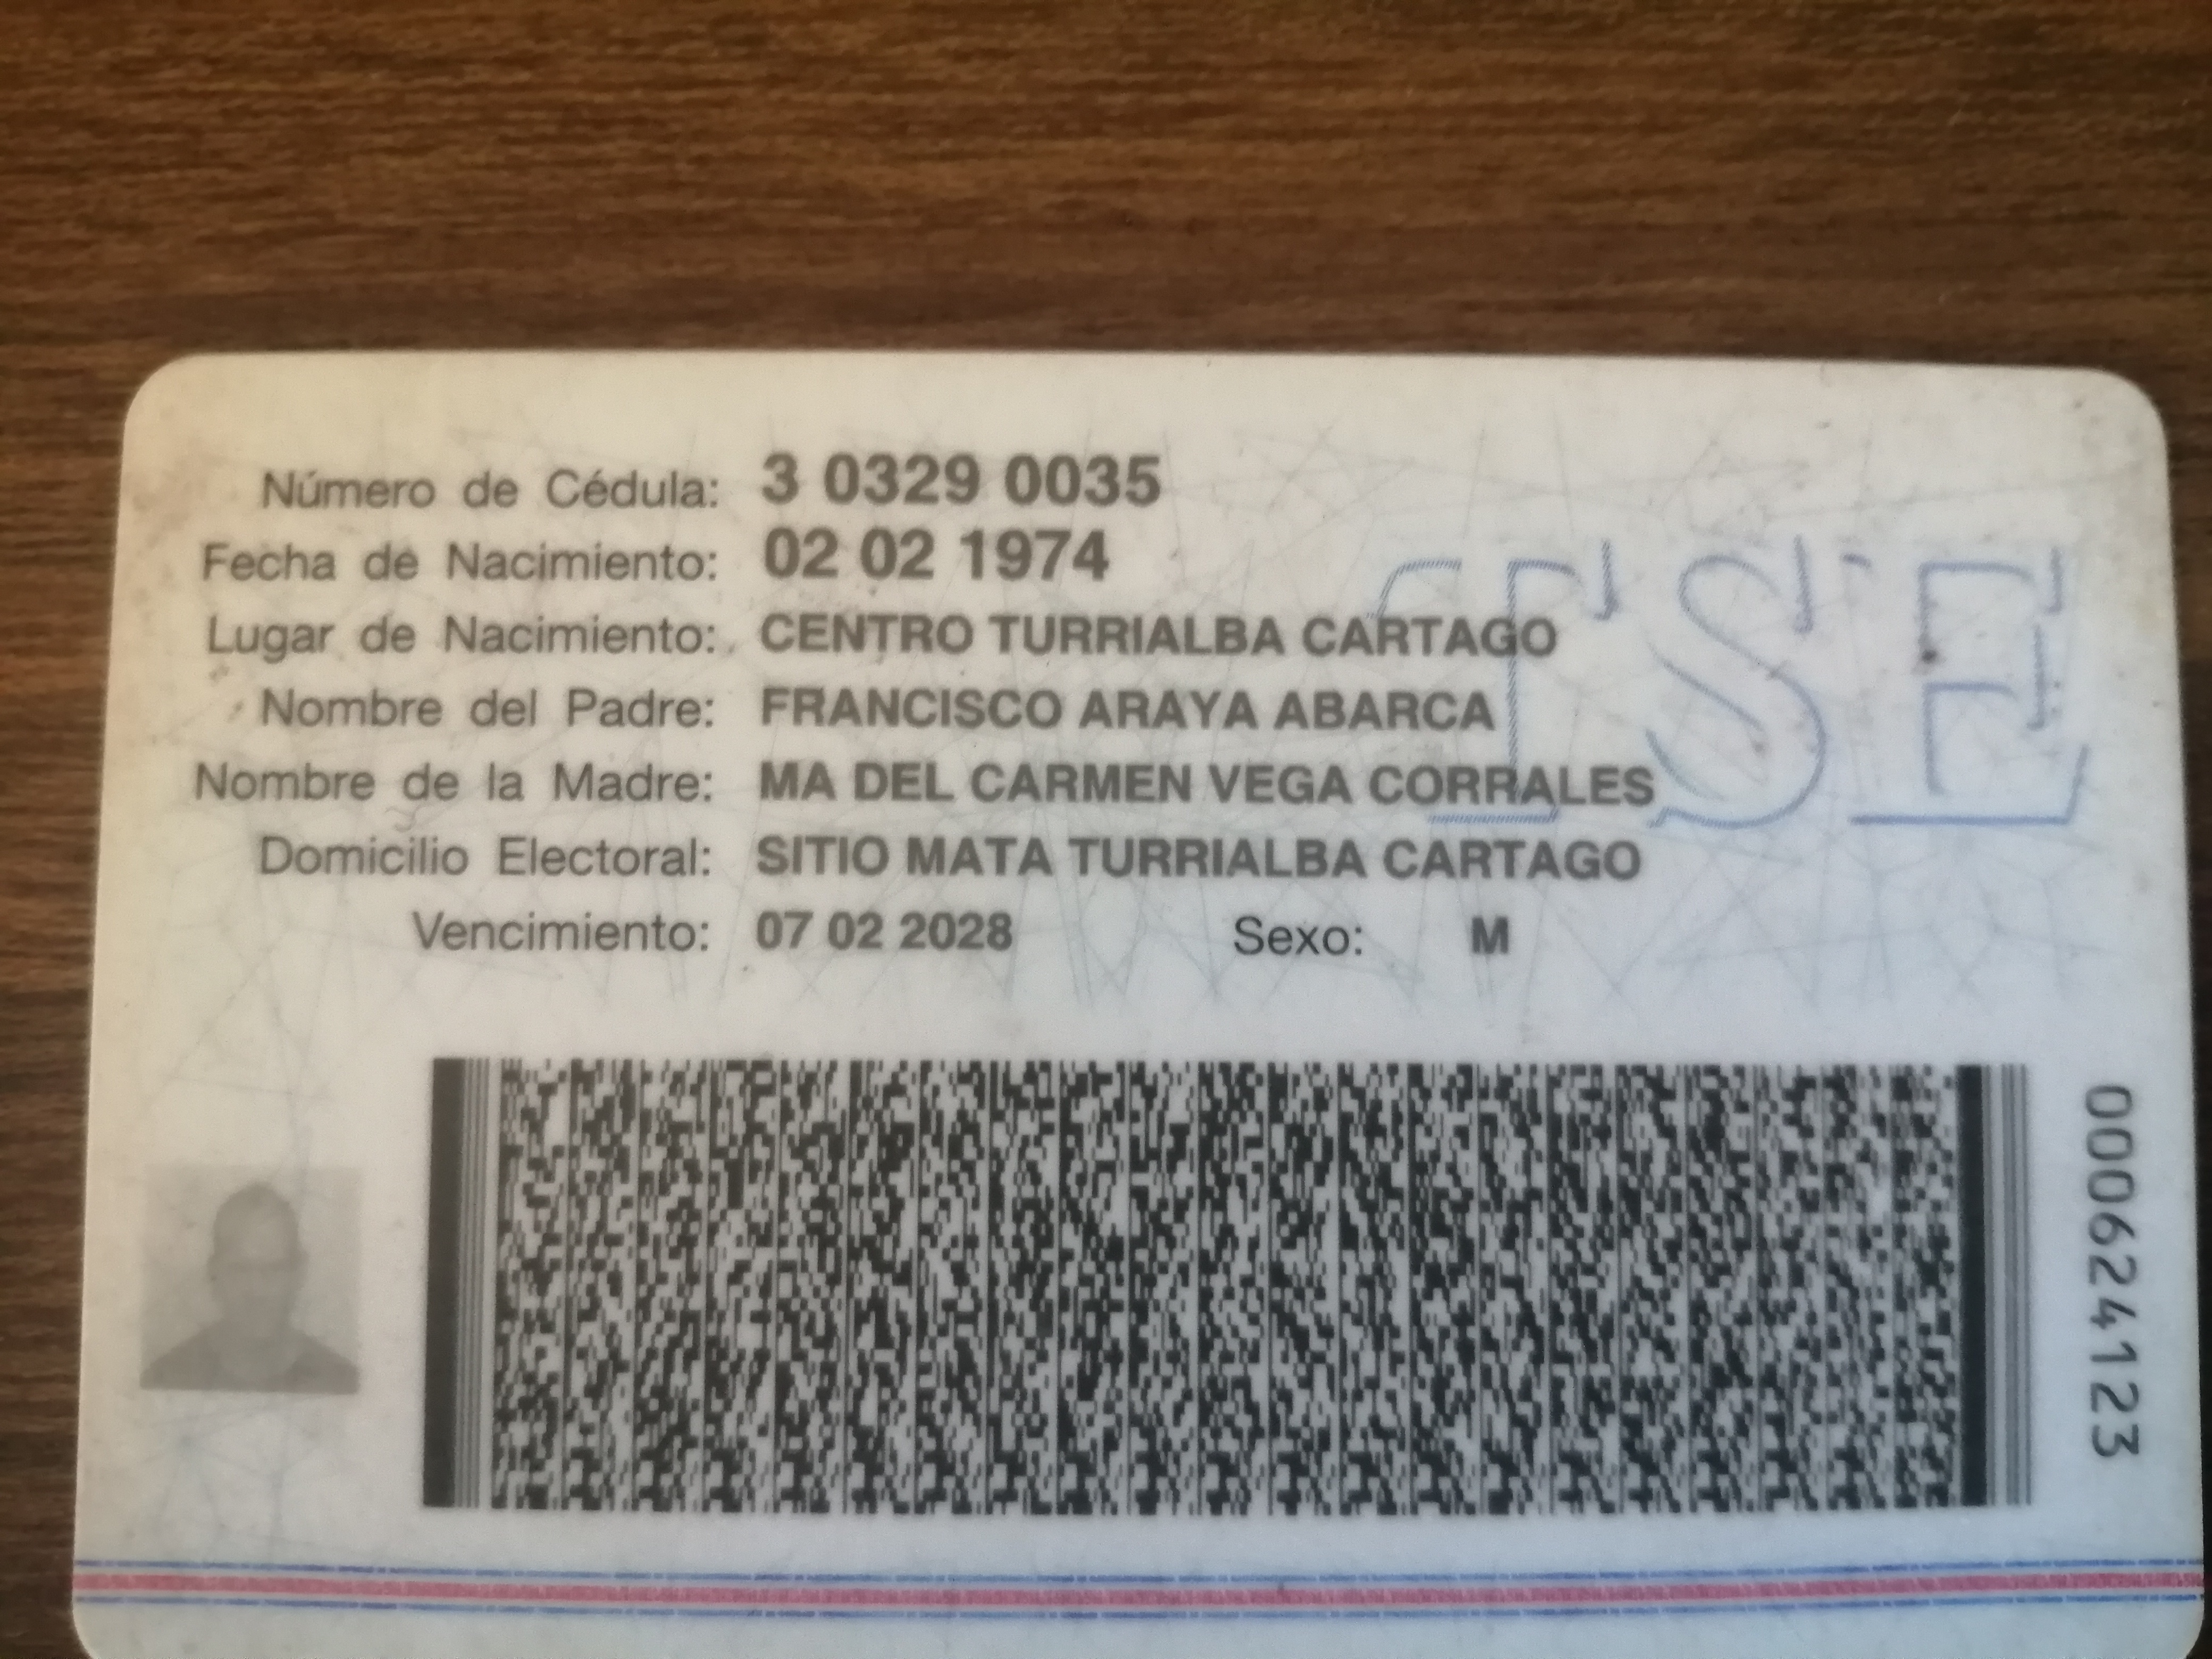 Número de Cédula: 3 0329 0035
Fecha de Nacimiento: 02 02 1974
Lugar de Nacimiento: CENTRO TURRIALBA CARTAGO
Nombre del Padre: FRANCISCO ARAYA ABARCA
Nombre de la Madre: MA DEL CARMEN VEGA CORRALES
Domicilio Electoral: SITIO MATA TURRIALBA CARTAGO
Vencimiento: 07 02 2028 Sexo: M
TSE
000624123